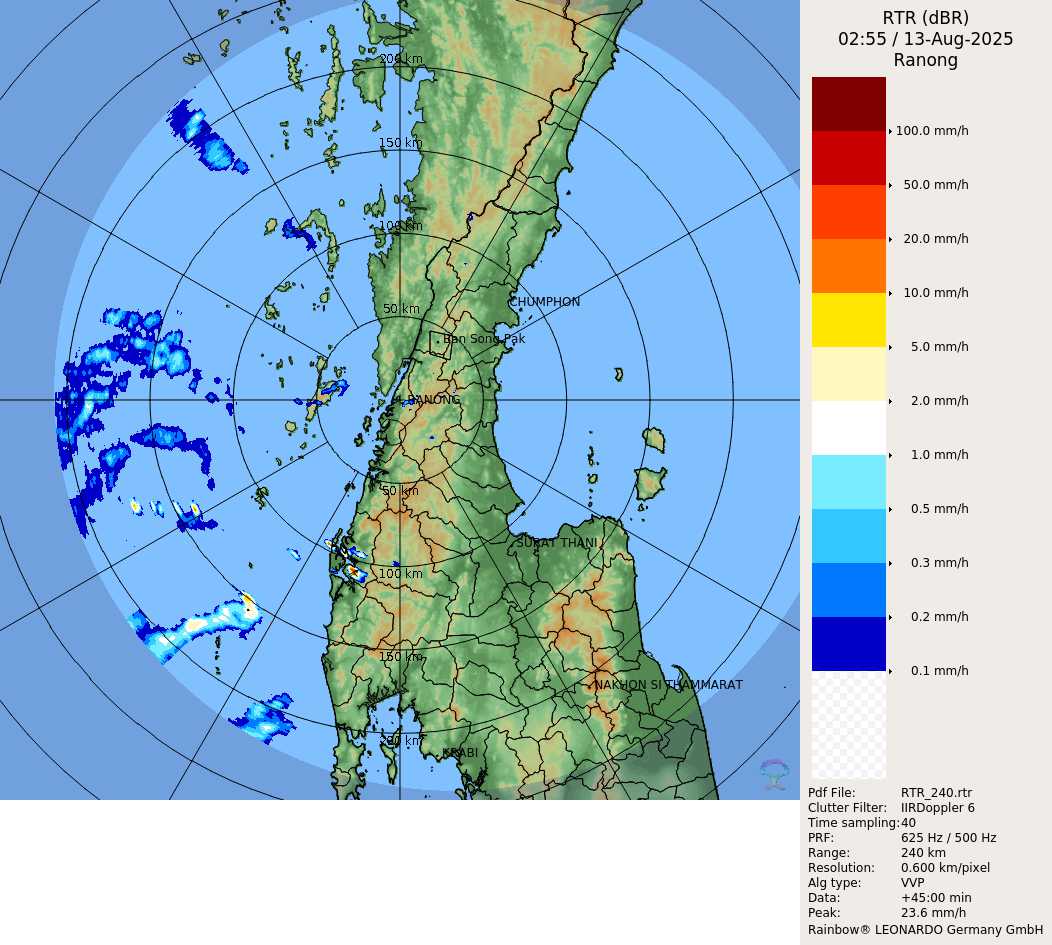 RTR (dBR)
02:55 / 13-Aug-2025
Ranong
200 km
150 km
100 km
50 km
CHUMPHON
Ban Song Pak
RANONG
50 km
SURAT THANI
100 km
150 km
NAKHON SI THAMMARAT
200 km
KRABI
100.0 mm/h
50.0 mm/h
20.0 mm/h
10.0 mm/h
5.0 mm/h
2.0 mm/h
1.0 mm/h
0.5 mm/h
0.3 mm/h
0.2 mm/h
0.1 mm/h
Pdf File: RTR_240.rtr
Clutter Filter: IIRDoppler 6
Time sampling:40
PRF: 625 Hz / 500 Hz
Range: 240 km
Resolution: 0.600 km/pixel
Alg type: VVP
Data: +45:00 min
Peak: 23.6 mm/h
Rainbow® LEONARDO Germany GmbH